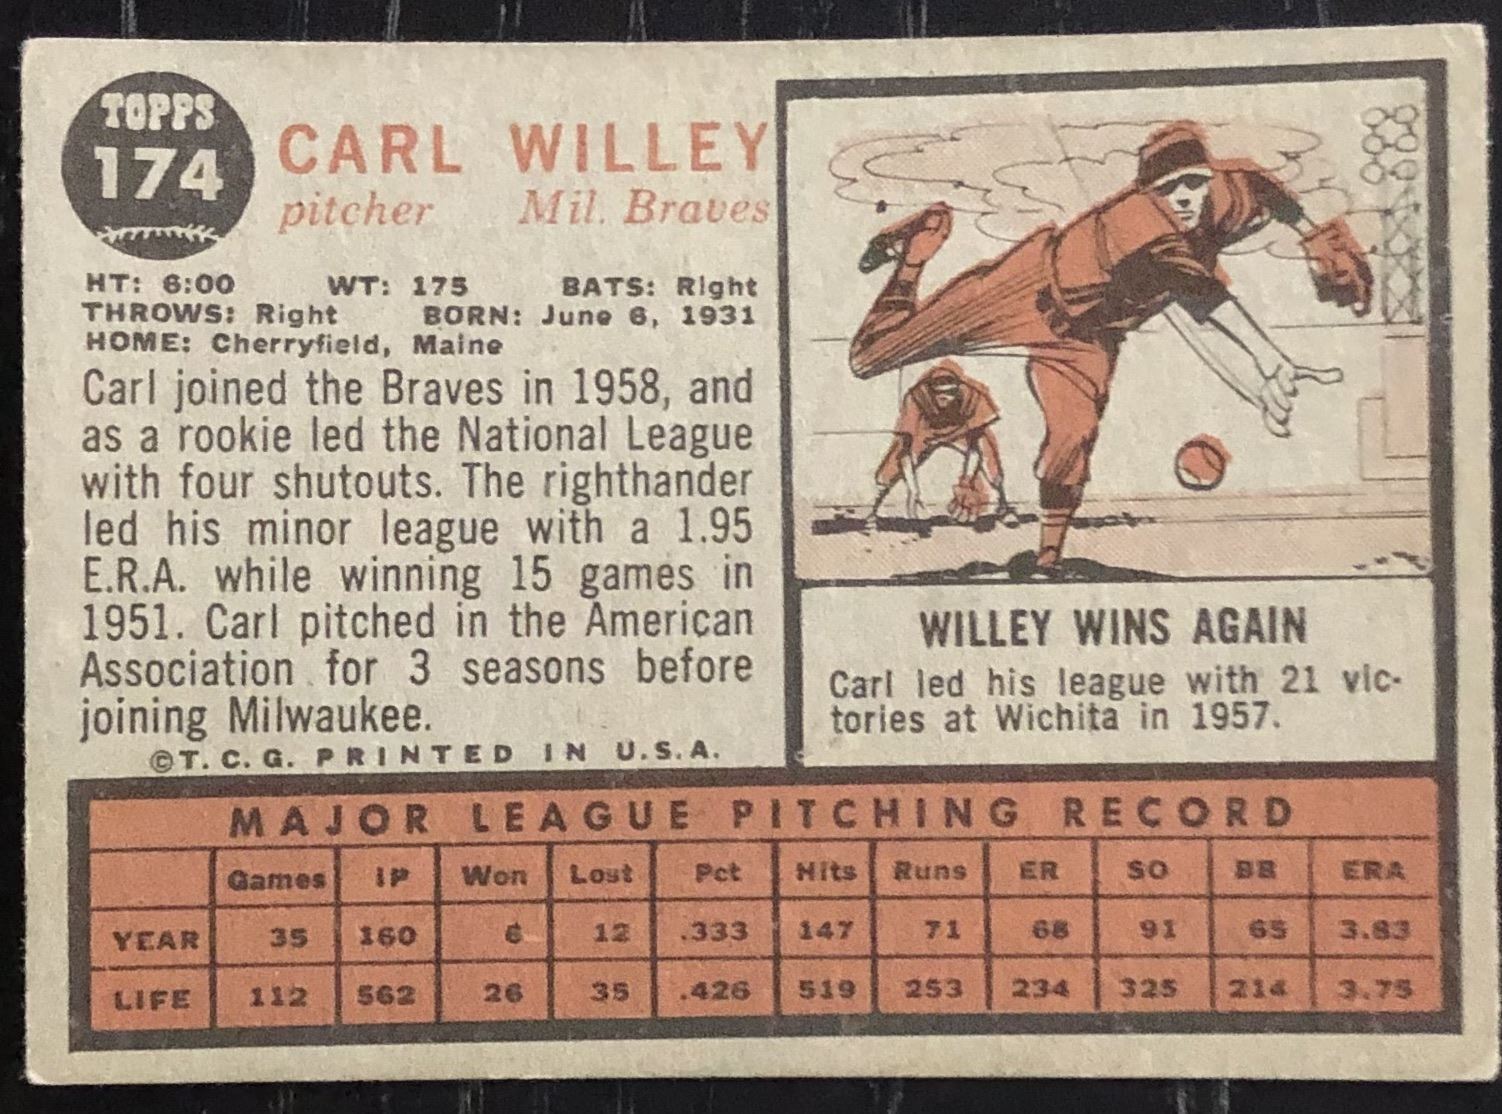 TOPPS
174
CARL WILLEY
pitcher Mil. Braves
HT: 6:00 WT: 175 BATS: Right
THROWS: Right BORN: June 6, 1931
HOME: Cherryfield, Maine
Carl joined the Braves in 1958, and
as a rookie led the National League
with four shutouts. The righthander
led his minor league with a 1.95
E.R.A. while winning 15 games in
1951. Carl pitched in the American
Association for 3 seasons before
joining Milwaukee.
©T.C.G. PRINTED IN U.S.A.
WILLEY WINS AGAIN
Carl led his league with 21 vic-
tories at Wichita in 1957.
MAJOR LEAGUE PITCHING RECORD
Games IP Won Lost Pct Hits Runs ER SO BB ERA
YEAR 35 160 6 12 .333 147 71 68 91 65 3.83
LIFE 112 562 26 35 .426 519 253 234 325 214 3.75